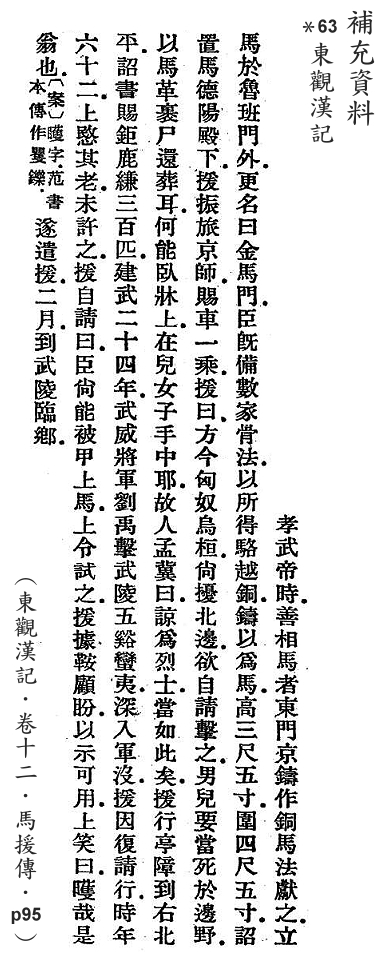 補充資料
*63
東觀漢記
孝武帝時。善相馬者東門京鑄作銅馬法獻之。立
馬於魯班門外。更名曰金馬門。臣既備數家骨法。以所得駱越銅。鑄以爲馬。高三尺五寸。圍四尺五寸。詔
置馬德陽殿下。援振旅京師。賜車一乘。援曰。方今匈奴烏桓。尙擾北邊。欲自請擊之。男兒要當死於邊野。
以馬革裹尸還葬耳。何能臥牀上在兒女子手中耶。故人孟冀曰。諒爲烈士。當如此矣。援行亭障。到右北
平。詔書賜鉅鹿縑三百匹。建武二十四年。武威將軍劉禹擊武陵五谿蠻夷。深入軍沒。援因復請行。時年
六十二。上愍其老。未許之。援自請曰。臣尙能被甲上馬。上令試之。援據鞍顧盼。以示可用。上笑曰。矆哉是
翁也。〔案〕矆字。范書
本傳作矍鑠。遂遣援。二月。到武陵臨鄉。
（東觀漢記．卷十二．馬援傳．p95）